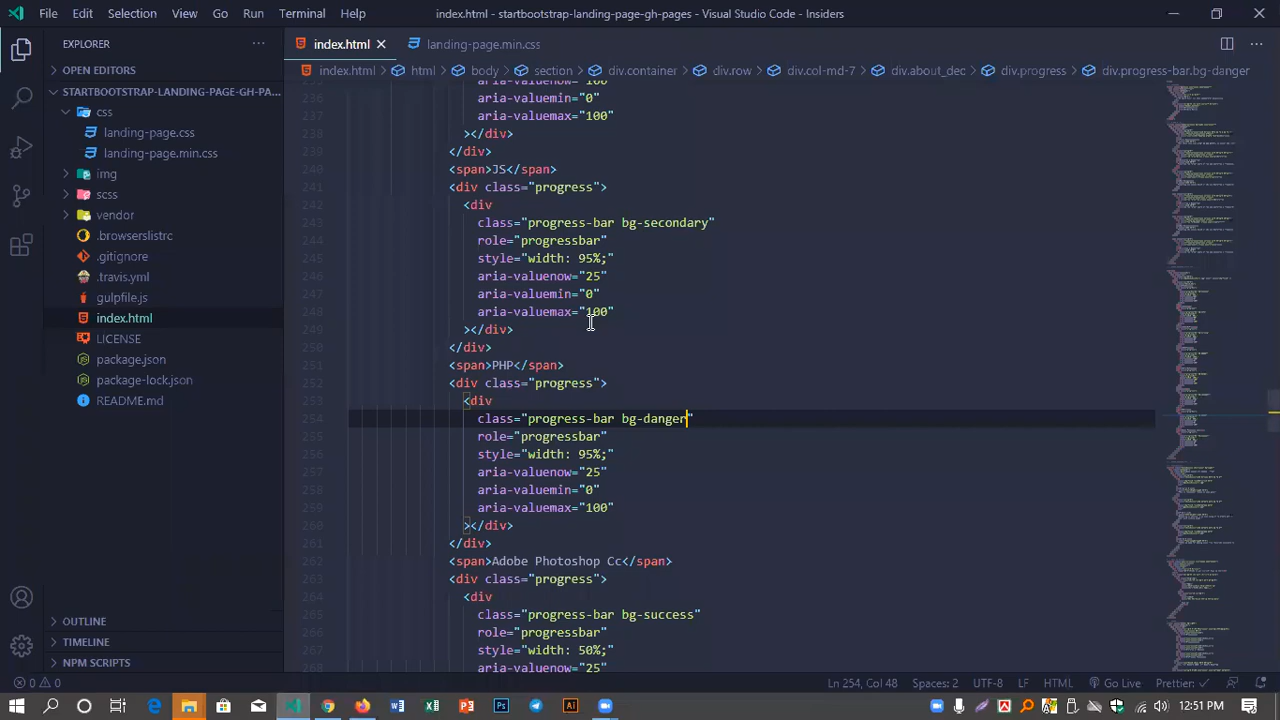 File Edit Selection View Go Run Terminal Help
index.html - startbootstrap-landing-page-gh-pages - Visual Studio Code - Insiders
EXPLORER
index.html
landing-page.min.css
OPEN EDITORS
index.html html body section div.container div.row div.col-md-7 div.about_dec div.progress div.progress-bar.bg-danger
STARTBOOTSTRAP-LANDING-PAGE-GH-PA...
css
landing-page.css
landing-page.min.css
img
scss
vendor
.browserslistrc
.gitignore
.travis.yml
gulpfile.js
index.html
LICENSE
package.json
package-lock.json
README.md
OUTLINE
TIMELINE
NPM SCRIPTS
236 aria-valuemin="0"
237 aria-valuemax="100"
238 ></div>
239 </div>
240 <span> span>
241 <div s="progress">
242 <div
243 "progress-bar bg-secondary"
244 role="progressbar"
245 style="width: 95%;"
246 aria-valuenow="25"
247 aria-valuemin="0"
248 aria-valuemax="100"
249 ></div>
250 </div>
251 <span>PHP</span>
252 <div s="progress">
253 <div
254 class="progress-bar bg-danger"
255 role="progressbar"
256 style="width: 95%;"
257 aria-valuenow="25"
258 aria-valuemin="0"
259 aria-valuemax="100"
260 ></div>
261 </div>
262 <span>Adobe Photoshop Cc</span>
263 <div s="progress">
264 <div
265 class="progress-bar bg-success"
266 "progressbar"
267 style="width: 50%;"
268 aria-valuenow="25"
0 0
Ln 254, Col 48 Spaces: 2 UTF-8 LF HTML Go Live Prettier: ✓
12:51 PM